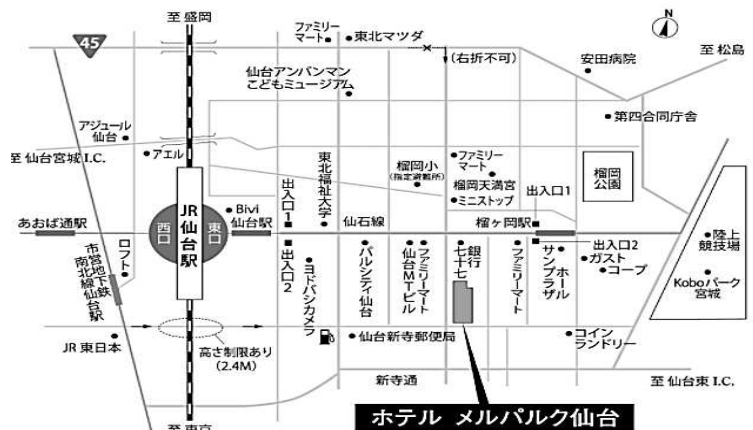 至 盛岡
45
ファミリー
マート
東北マツダ
N
(右折不可)
安田病院
至 松島
仙台アンパンマン
こどもミュージアム
第四合同庁舎
アジュール
仙台
アエル
至 仙台宮城 I.C.
東北福祉大学
榴岡小
(指定避難所)
ファミリー
マート
榴岡天満宮
ミニストップ
榴岡
公園
出入口1
出入口1
Bivi
仙台駅
仙石線
榴ヶ岡駅
あおば通駅
西口
JR仙台駅
東口
陸上
競技場
Koboパーク
宮城
市営地下鉄
南北線仙台駅
ロフト
出入口2
ヨドバシカメラ
パルシティ仙台
仙台MTビル
ファミリーマート
七十七
銀行
ファミリーマート
サンプラザ
ホール
出入口2
ガスト
コープ
JR 東日本
高さ制限あり
(2.4M)
仙台新寺郵便局
コイン
ランドリー
新寺通
至 仙台東 I.C.
ホテル メルパルク仙台
至 東京